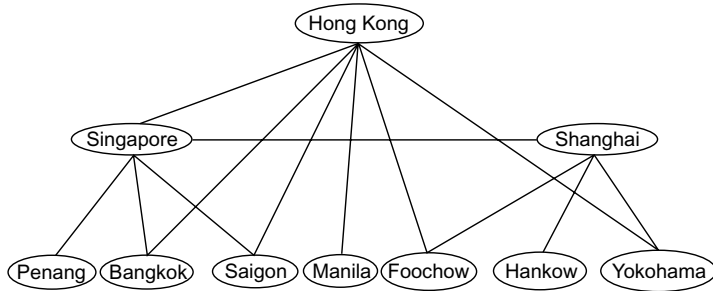 Hong Kong
Singapore
Shanghai
Penang
Bangkok
Saigon
Manila
Foochow
Hankow
Yokohama